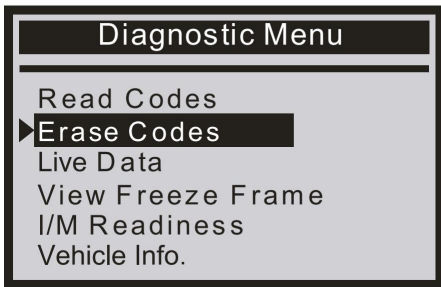 Diagnostic Menu
Read Codes
Erase Codes
Live Data
View Freeze Frame
I/M Readiness
Vehicle Info.